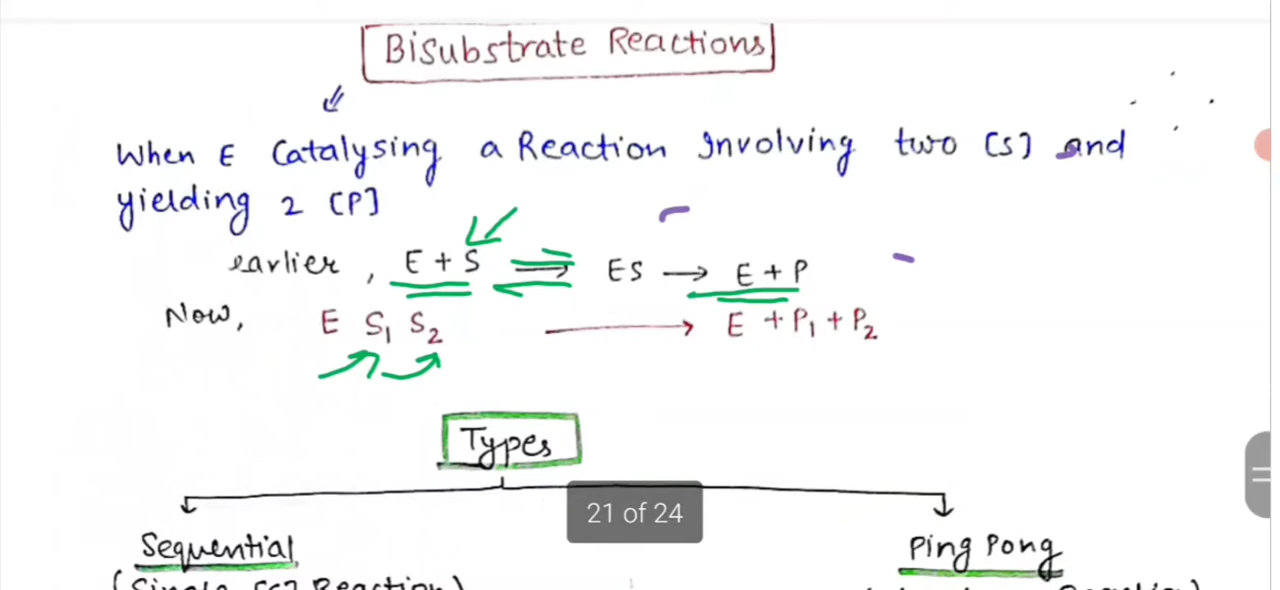 Bisubstrate Reactions
When E Catalysing a Reaction Involving two [S] and
yielding 2 [P]
earlier, E + S ⇌ ES → E + P
Now, E S₁ S₂ → E + P₁ + P₂
Types
21 of 24
Sequential Ping Pong